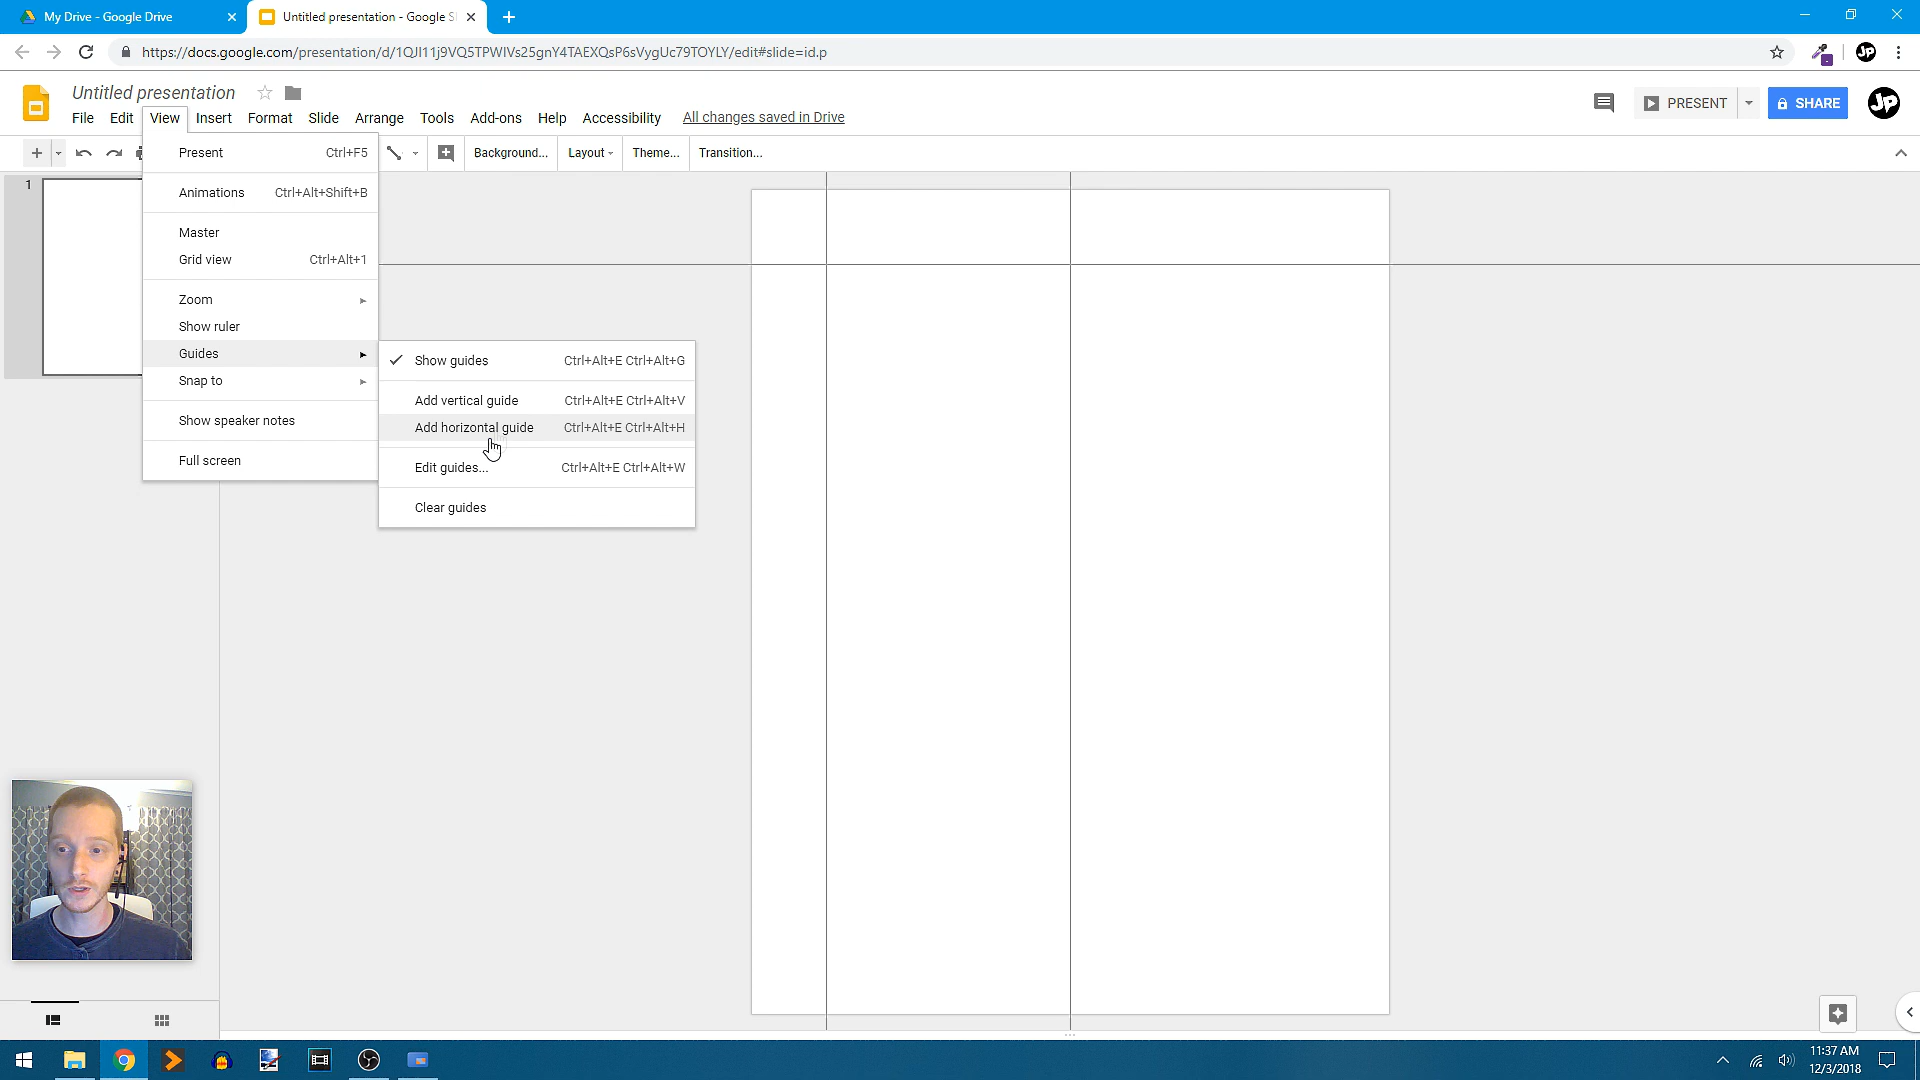 My Drive - Google Drive
Untitled presentation - Google S
https://docs.google.com/presentation/d/1QJI11j9VQ5TPWIVs25gnY4TAEXQsP6sVygUc79TOYLY/edit#slide=id.p
Untitled presentation
File Edit View Insert Format Slide Arrange Tools Add-ons Help Accessibility All changes saved in Drive
PRESENT
SHARE
JP
JP
Background... Layout Theme... Transition...
1
Present Ctrl+F5
Animations Ctrl+Alt+Shift+B
Master
Grid view Ctrl+Alt+1
Zoom
Show ruler
Guides
Snap to
Show speaker notes
Full screen
Show guides Ctrl+Alt+E Ctrl+Alt+G
Add vertical guide Ctrl+Alt+E Ctrl+Alt+V
Add horizontal guide Ctrl+Alt+E Ctrl+Alt+H
Edit guides... Ctrl+Alt+E Ctrl+Alt+W
Clear guides
11:37 AM
12/3/2018